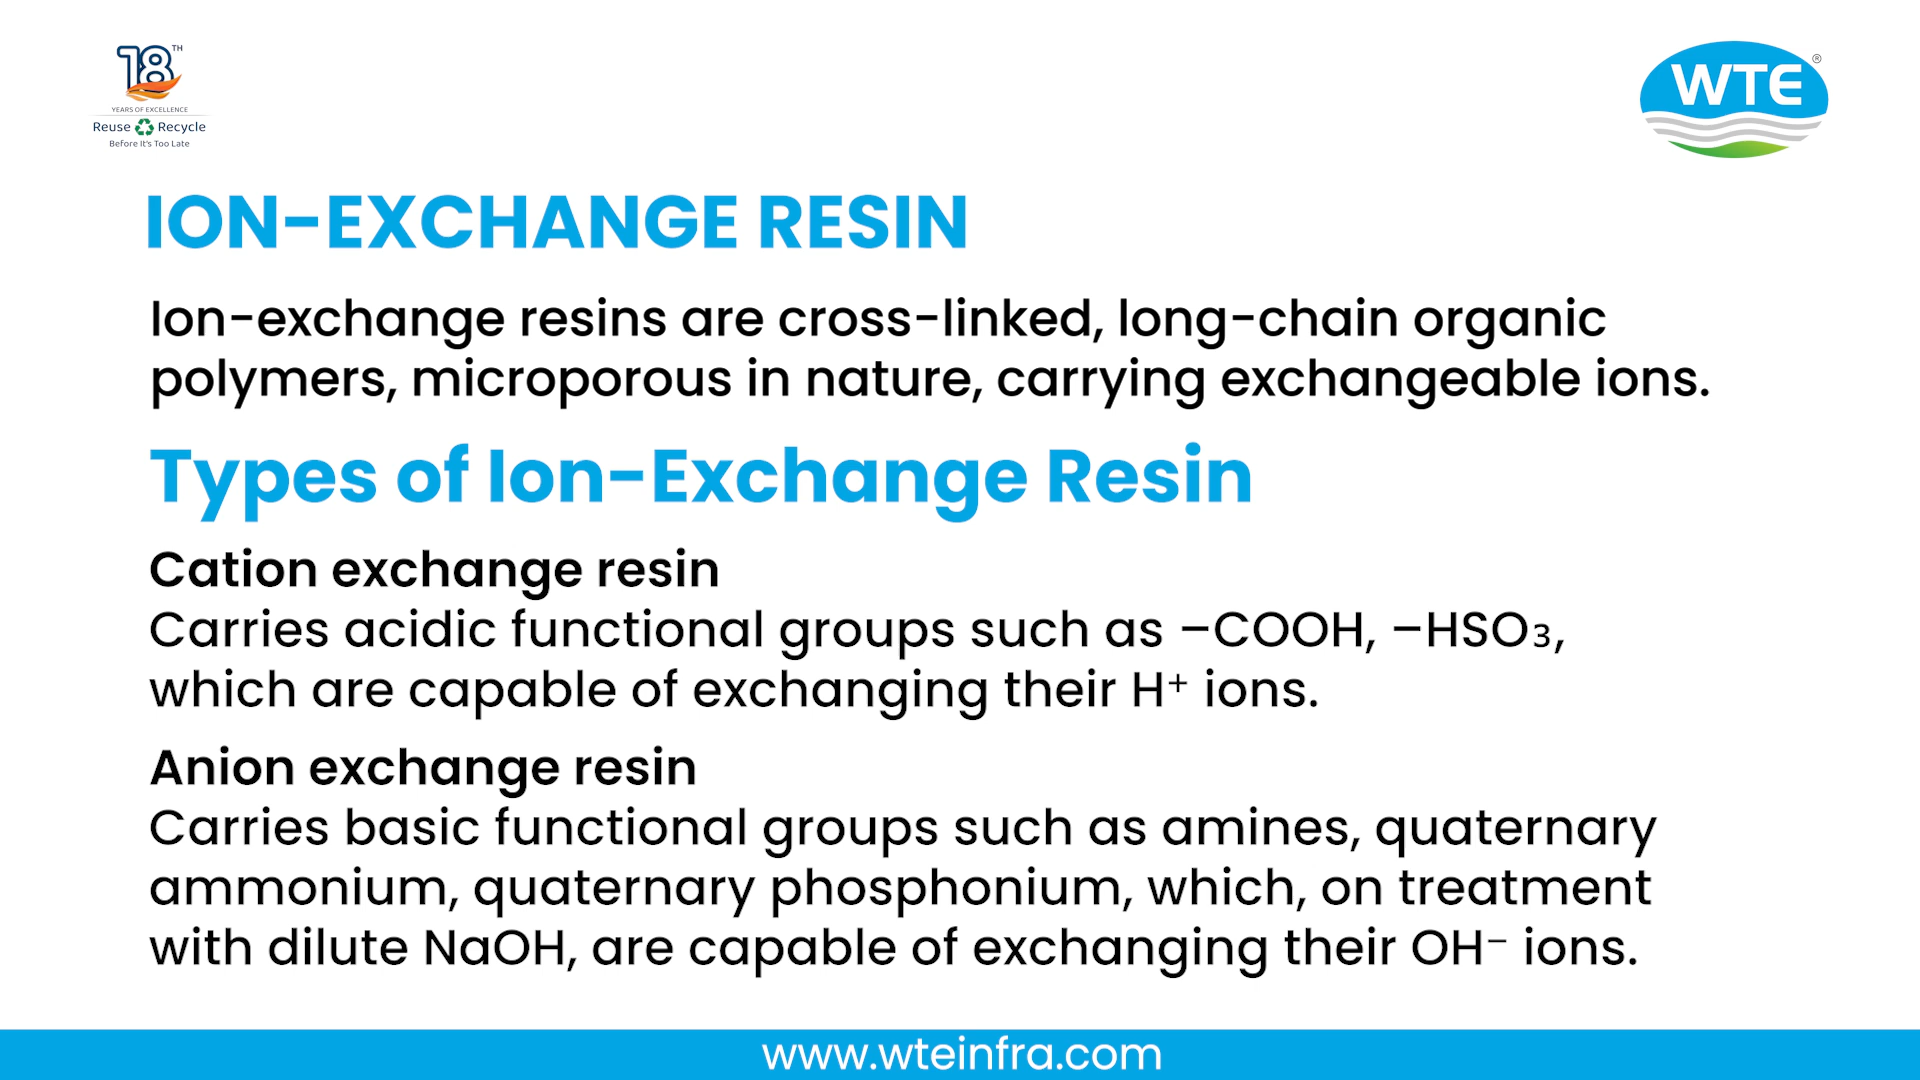 18TH
YEARS OF EXCELLENCE
Reuse Recycle
Before It's Too Late
WTE®
ION-EXCHANGE RESIN
Ion-exchange resins are cross-linked, long-chain organic
polymers, microporous in nature, carrying exchangeable ions.
Types of Ion-Exchange Resin
Cation exchange resin
Carries acidic functional groups such as –COOH, –HSO₃,
which are capable of exchanging their H⁺ ions.
Anion exchange resin
Carries basic functional groups such as amines, quaternary
ammonium, quaternary phosphonium, which, on treatment
with dilute NaOH, are capable of exchanging their OH⁻ ions.
www.wteinfra.com